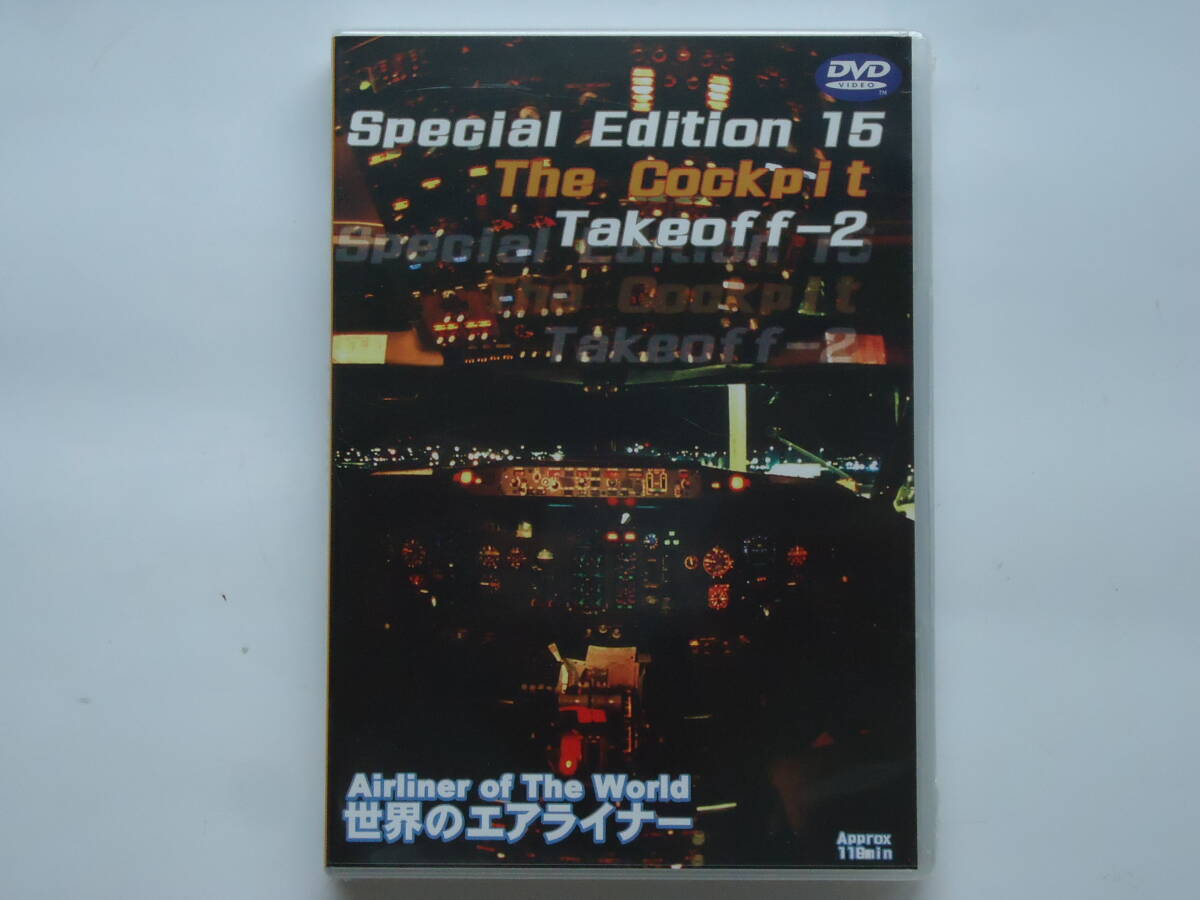 DVD
VIDEO
TM
Special Edition 15
The Cockpit
Takeoff-2
Special Edition 15
The Cockpit
Takeoff-2
Airliner of The World
世界のエアライナー
Approx
118min